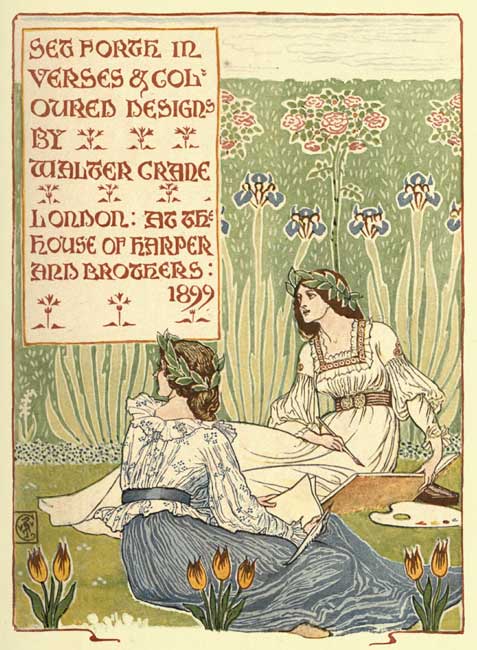 SET FORTH IN
VERSES & COL-
OURED DESIGNS
BY
WALTER CRANE
LONDON: AT THE
HOUSE OF HARPER
AND BROTHERS:
1899